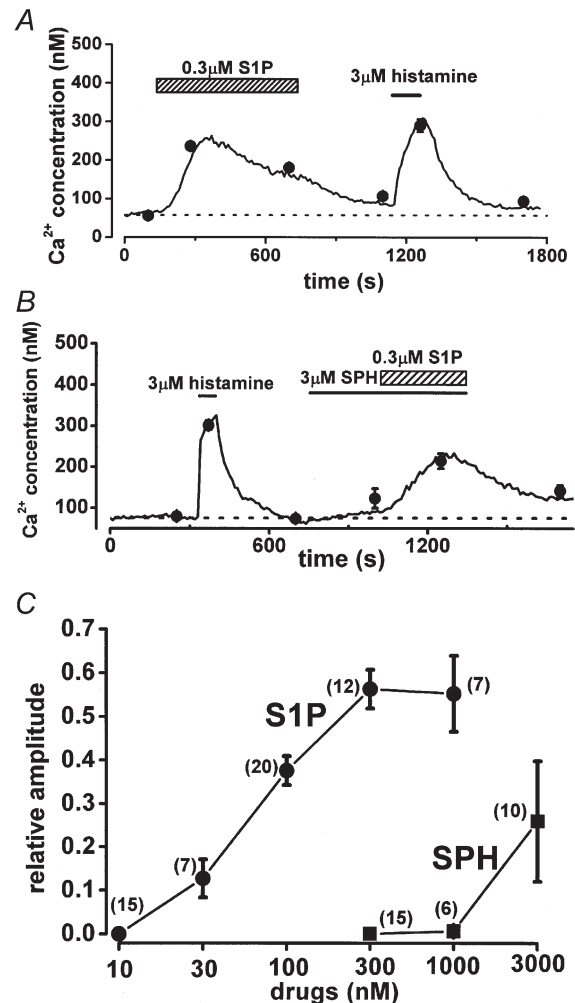 A
Ca2+ concentration (nM)
500
400
300
200
100
0
0.3μM S1P
3μM histamine
0 600 1200 1800
time (s)
B
Ca2+ concentration (nM)
500
400
300
200
100
3μM histamine
0.3μM S1P
3μM SPH
0 600 1200
time (s)
C
relative amplitude
0.7
0.6
0.5
0.4
0.3
0.2
0.1
0.0
(15)
(7)
(20)
(12)
(7)
S1P
(15)
(6)
(10)
SPH
10 30 100 300 1000 3000
drugs (nM)